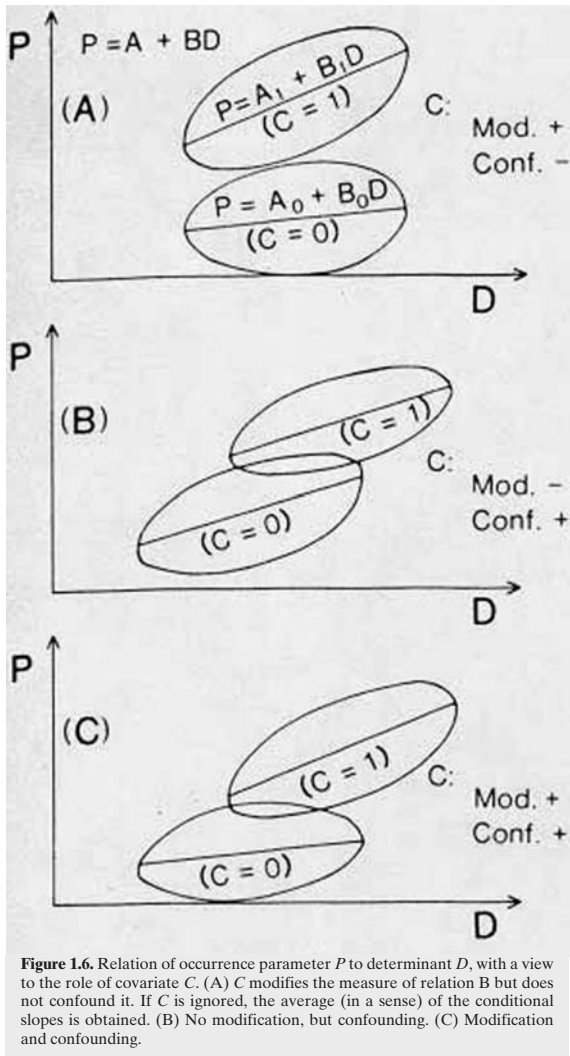 P
P = A + BD
(A)
P = A₁ + B₁D
(C = 1)
C:
Mod. +
Conf. −
P = A₀ + B₀D
(C = 0)
D
P
(B)
(C = 1)
C:
Mod. −
Conf. +
(C = 0)
D
P
(C)
(C = 1)
C:
Mod. +
Conf. +
(C = 0)
D
Figure 1.6. Relation of occurrence parameter P to determinant D, with a view
to the role of covariate C. (A) C modifies the measure of relation B but does
not confound it. If C is ignored, the average (in a sense) of the conditional
slopes is obtained. (B) No modification, but confounding. (C) Modification
and confounding.